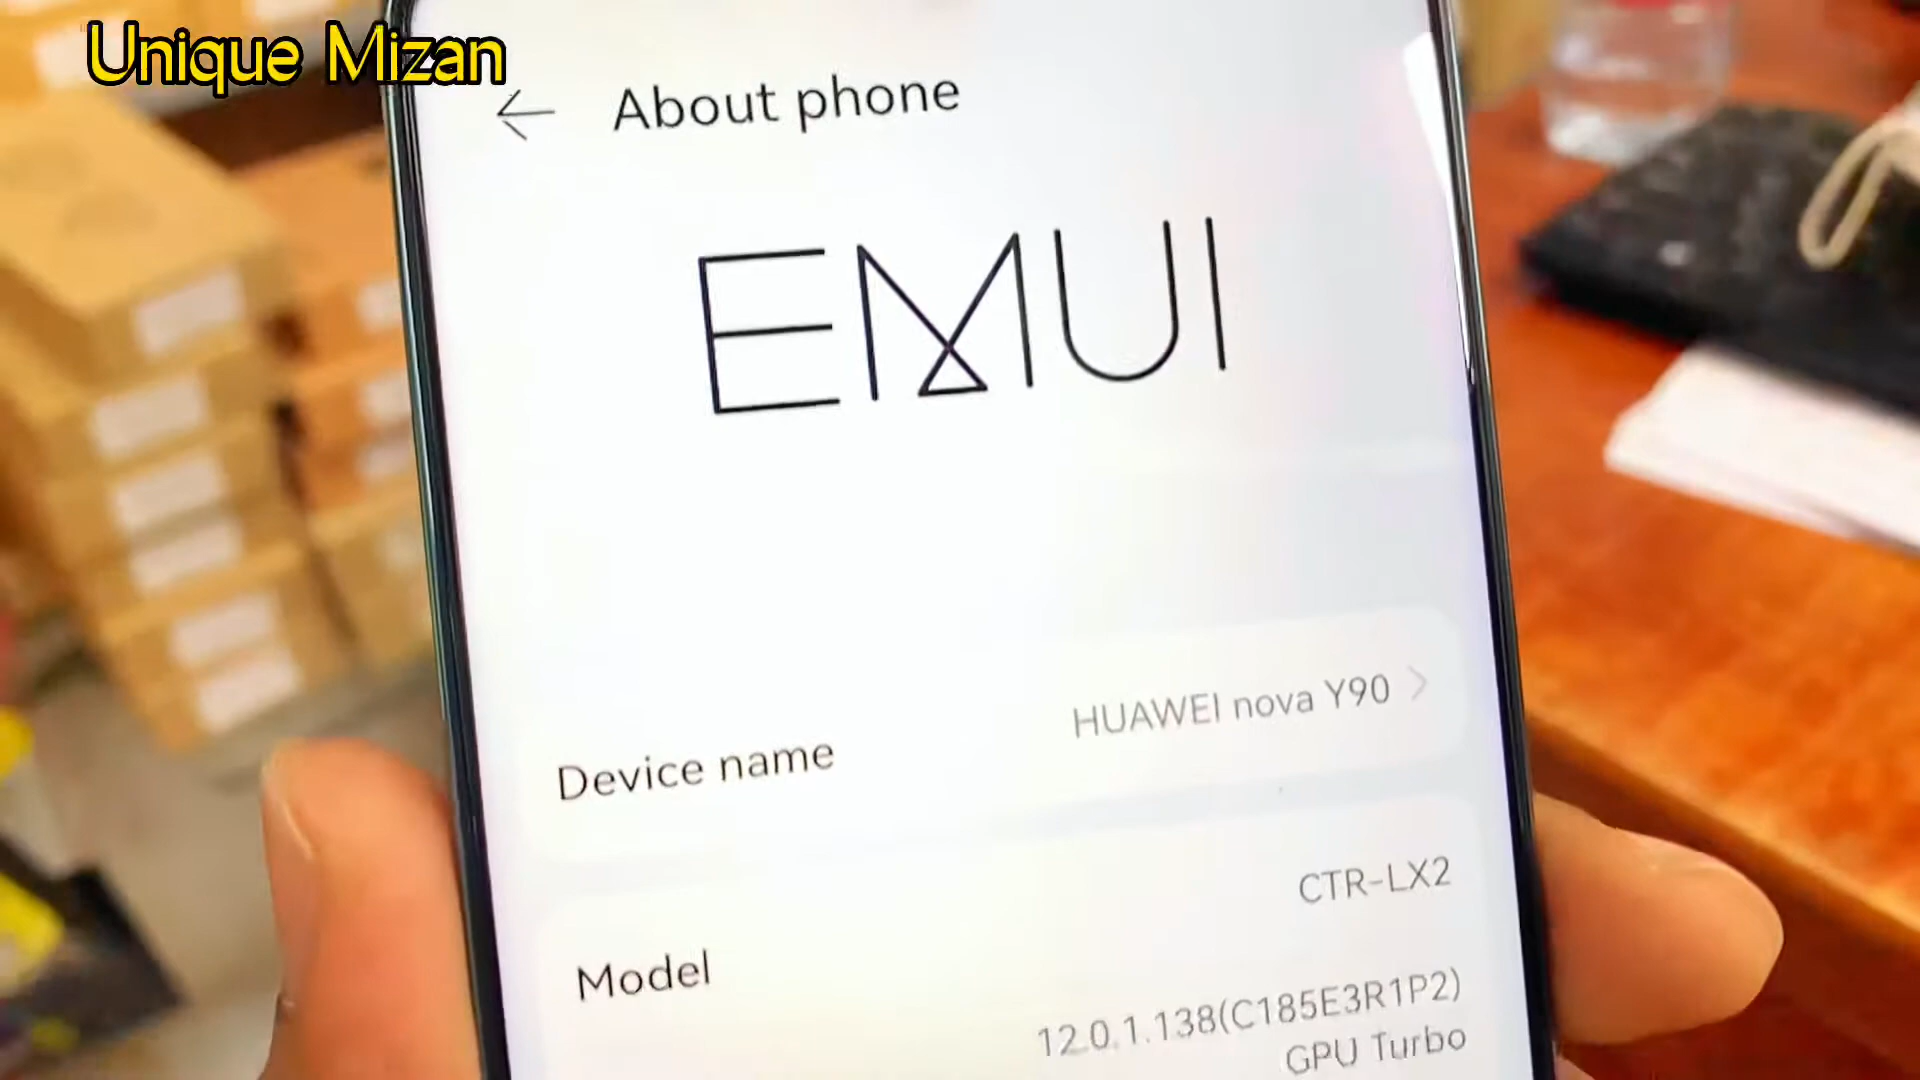 Unique Mizan
About phone
EMUI
HUAWEI nova Y90
Device name
CTR-LX2
Model
12.0.1.138(C185E3R1P2)
GPU Turbo